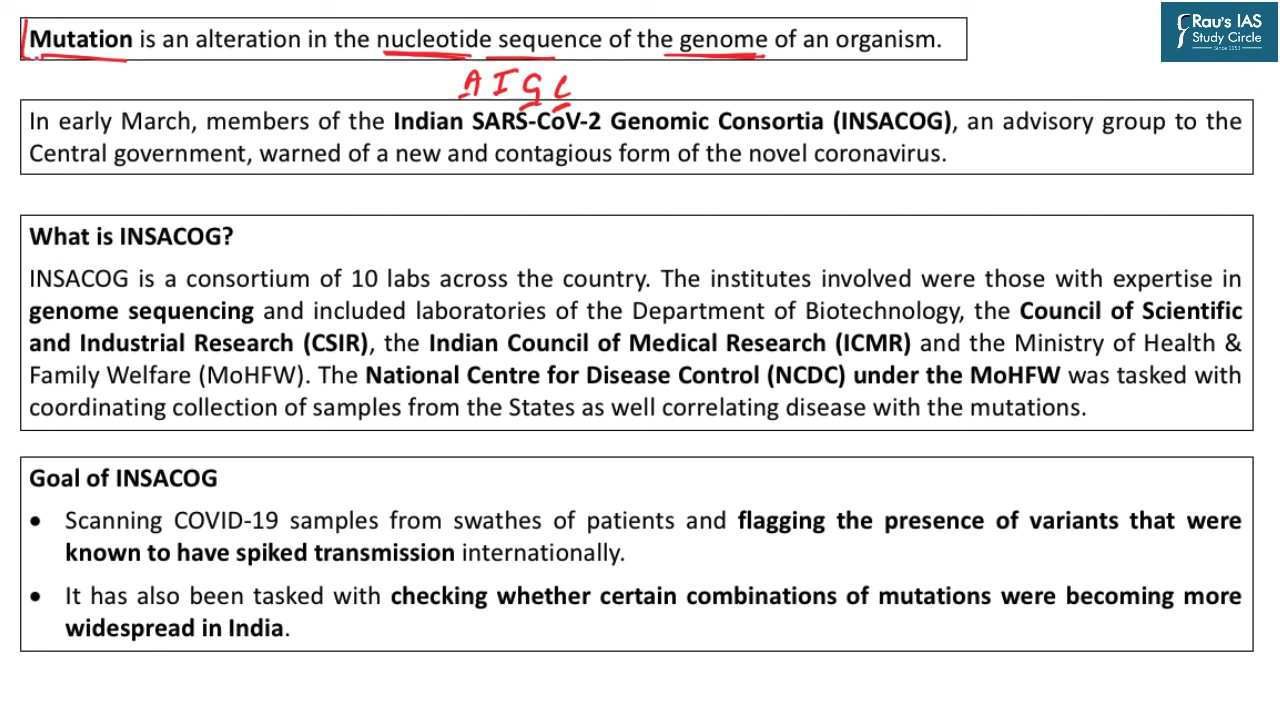 Mutation is an alteration in the nucleotide sequence of the genome of an organism.
Rau's IAS
Study Circle
Since 1953
A T G C
In early March, members of the Indian SARS-CoV-2 Genomic Consortia (INSACOG), an advisory group to the
Central government, warned of a new and contagious form of the novel coronavirus.
What is INSACOG?
INSACOG is a consortium of 10 labs across the country. The institutes involved were those with expertise in
genome sequencing and included laboratories of the Department of Biotechnology, the Council of Scientific
and Industrial Research (CSIR), the Indian Council of Medical Research (ICMR) and the Ministry of Health &
Family Welfare (MoHFW). The National Centre for Disease Control (NCDC) under the MoHFW was tasked with
coordinating collection of samples from the States as well correlating disease with the mutations.
Goal of INSACOG
• Scanning COVID-19 samples from swathes of patients and flagging the presence of variants that were
known to have spiked transmission internationally.
• It has also been tasked with checking whether certain combinations of mutations were becoming more
widespread in India.